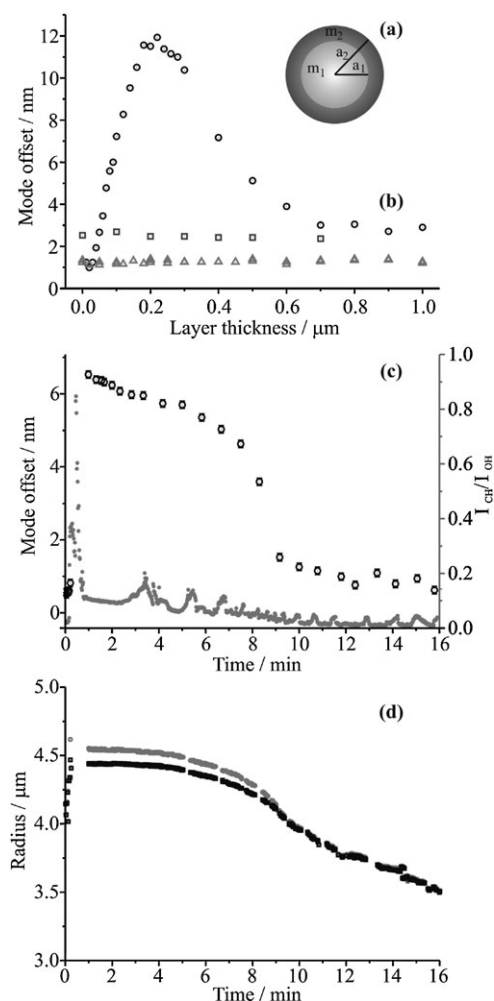 12
10
8
6
4
2
0
Mode offset / nm
(a)
m2
a2
m1
a1
(b)
0.0 0.2 0.4 0.6 0.8 1.0
Layer thickness / μm
6
4
2
0
Mode offset / nm
(c)
1.0
0.8
0.6
0.4
0.2
0.0
I CH/I OH
0 2 4 6 8 10 12 14 16
Time / min
5.0
4.5
4.0
3.5
3.0
Radius / μm
(d)
0 2 4 6 8 10 12 14 16
Time / min